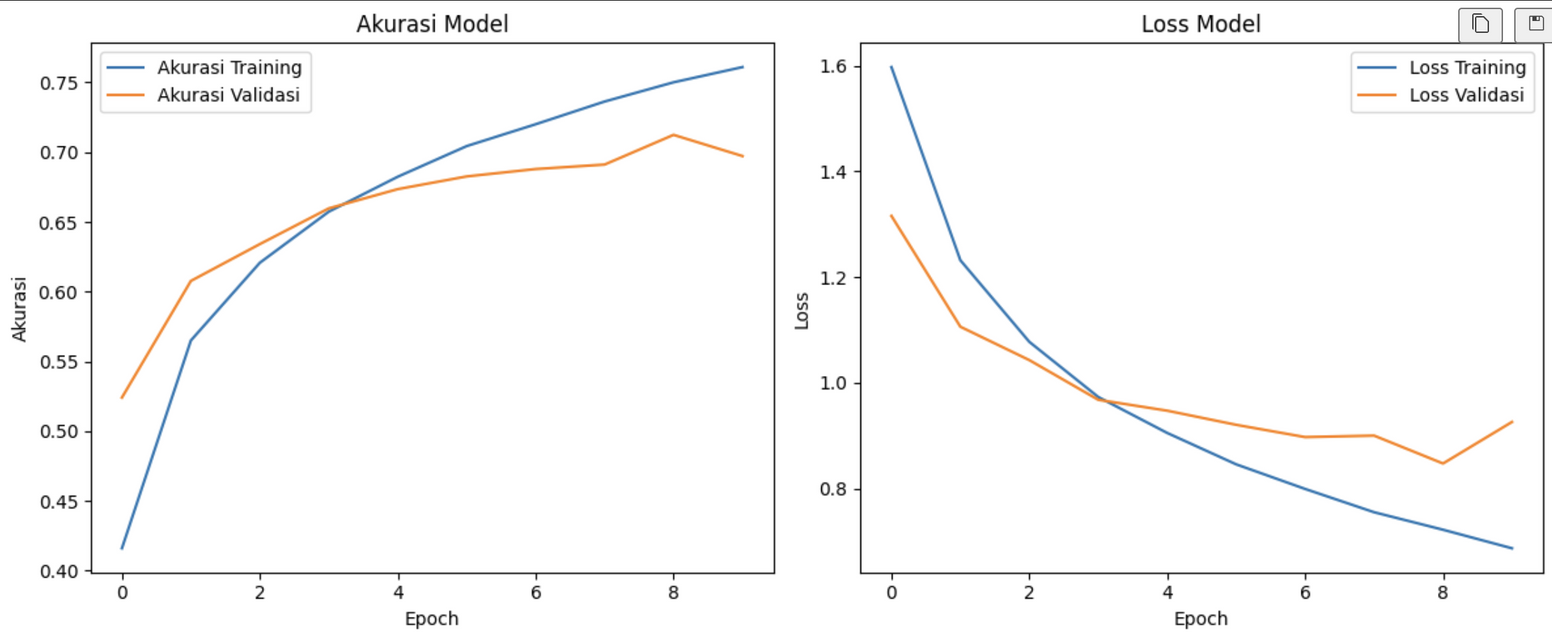 Akurasi Model
Akurasi Training
Akurasi Validasi
0.75
0.70
0.65
0.60
0.55
0.50
0.45
0.40
Akurasi
0
2
4
6
8
Epoch
Loss Model
Loss Training
Loss Validasi
1.6
1.4
1.2
1.0
0.8
Loss
0
2
4
6
8
Epoch